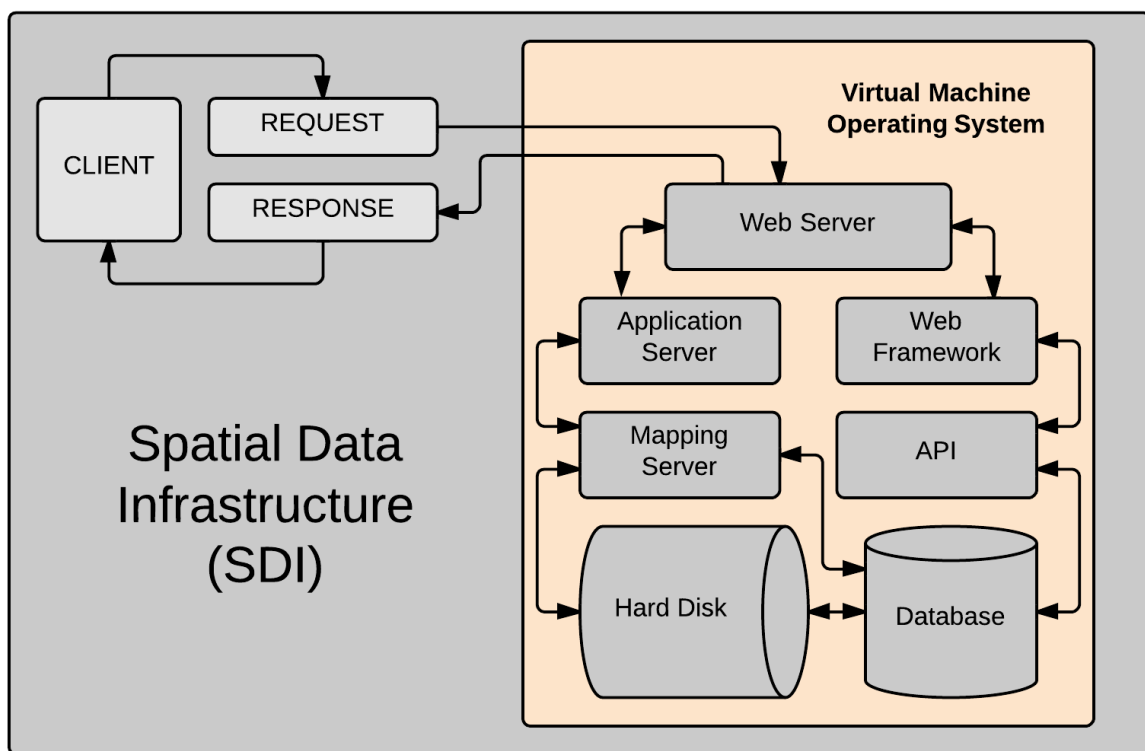 CLIENT
REQUEST
RESPONSE
Spatial Data
Infrastructure
(SDI)
Virtual Machine
Operating System
Web Server
Application
Server
Web
Framework
Mapping
Server
API
Hard Disk
Database